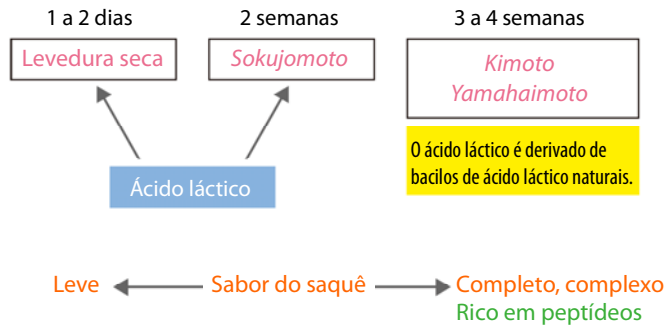 1 a 2 dias
2 semanas
3 a 4 semanas
Levedura seca
Sokujomoto
Kimoto
Yamahaimoto
O ácido láctico é derivado de
bacilos de ácido láctico naturais.
Ácido láctico
Leve
Sabor do saquê
Completo, complexo
Rico em peptídeos